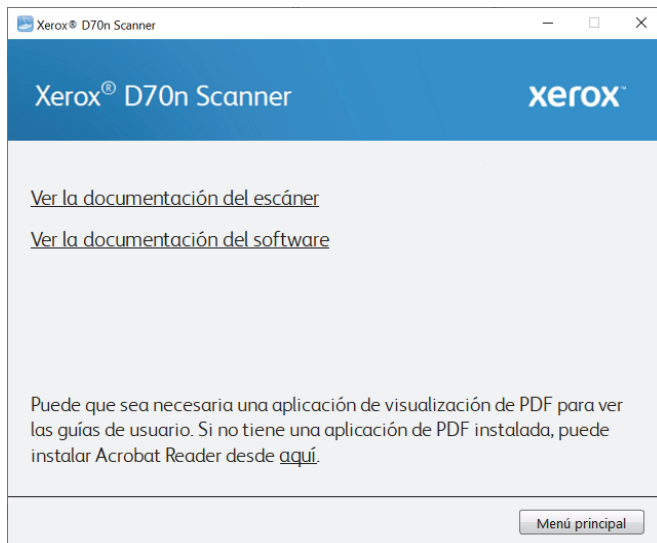 Xerox® D70n Scanner
Xerox® D70n Scanner
xerox™
Ver la documentación del escáner
Ver la documentación del software
Puede que sea necesaria una aplicación de visualización de PDF para ver
las guías de usuario. Si no tiene una aplicación de PDF instalada, puede
instalar Acrobat Reader desde aquí.
Menú principal